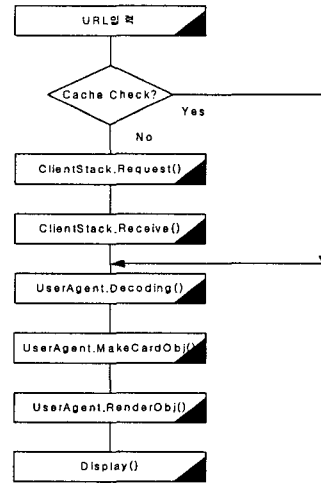 URL입력
Cache Check?
Yes
No
ClientStack.Request()
ClientStack.Receive()
UserAgent.Decoding()
UserAgent.MakeCardObj()
UserAgent.RenderObj()
Display()